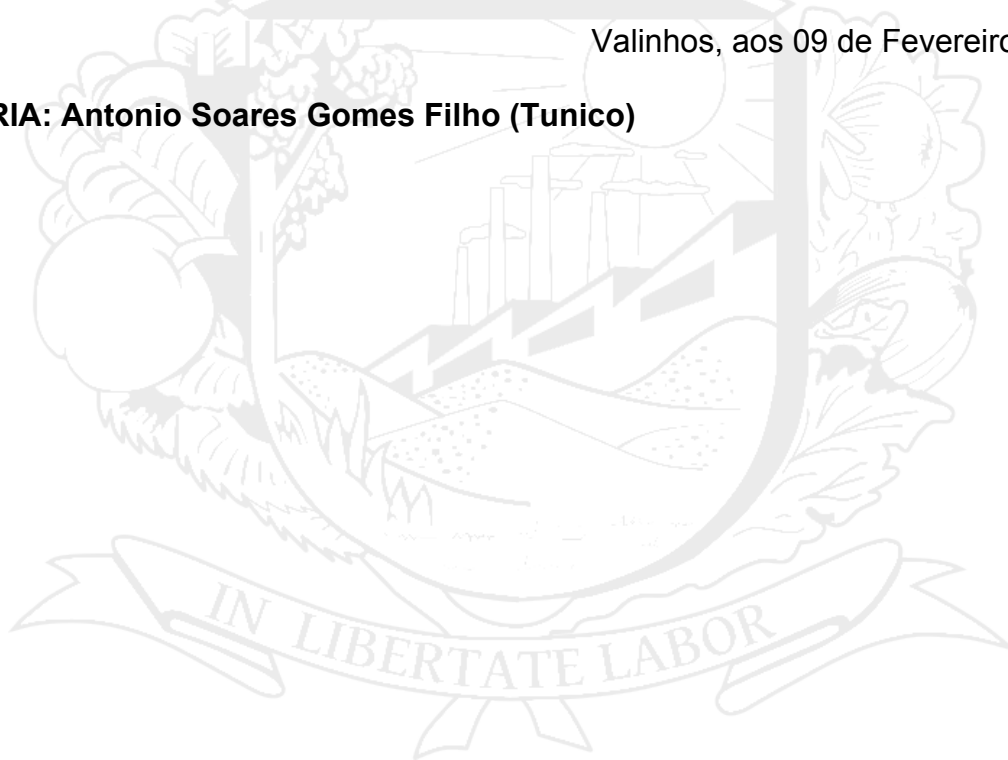 Valinhos, aos 09 de Fevereiro
RIA: Antonio Soares Gomes Filho (Tunico)
IN LIBERTATE LABOR